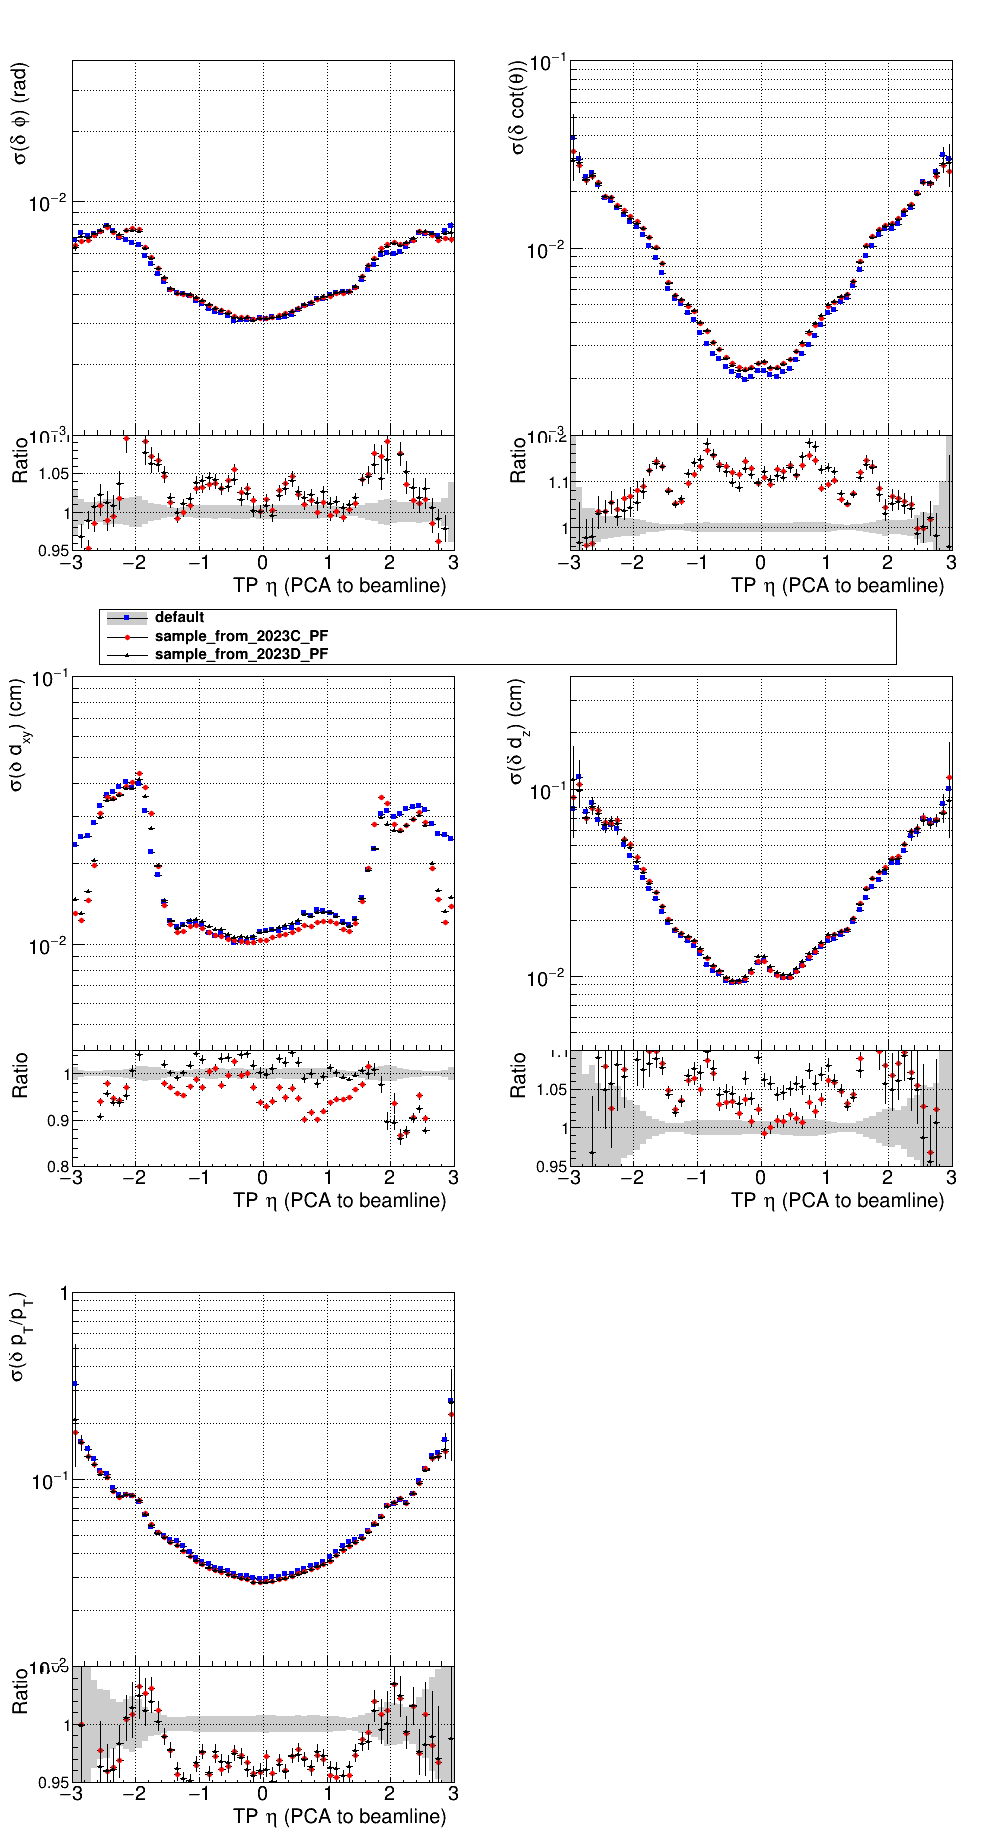 σ(δ φ) (rad)
10⁻²
10⁻³
Ratio
1.05
1
0.95
−3 −2 −1 0 1 2 3
TP η (PCA to beamline)
σ(δ cot(θ))
10⁻¹
10⁻²
Ratio
1.1
1
−3 −2 −1 0 1 2 3
TP η (PCA to beamline)
default
sample_from_2023C_PF
sample_from_2023D_PF
σ(δ d_xy) (cm)
10⁻¹
10⁻²
Ratio
1
0.9
0.8
−3 −2 −1 0 1 2 3
TP η (PCA to beamline)
σ(δ d_z) (cm)
10⁻¹
10⁻²
Ratio
1.1
1.05
1
0.95
−3 −2 −1 0 1 2 3
TP η (PCA to beamline)
σ(δ p_T/p_T)
1
10⁻¹
10⁻²
Ratio
1
0.95
−3 −2 −1 0 1 2 3
TP η (PCA to beamline)